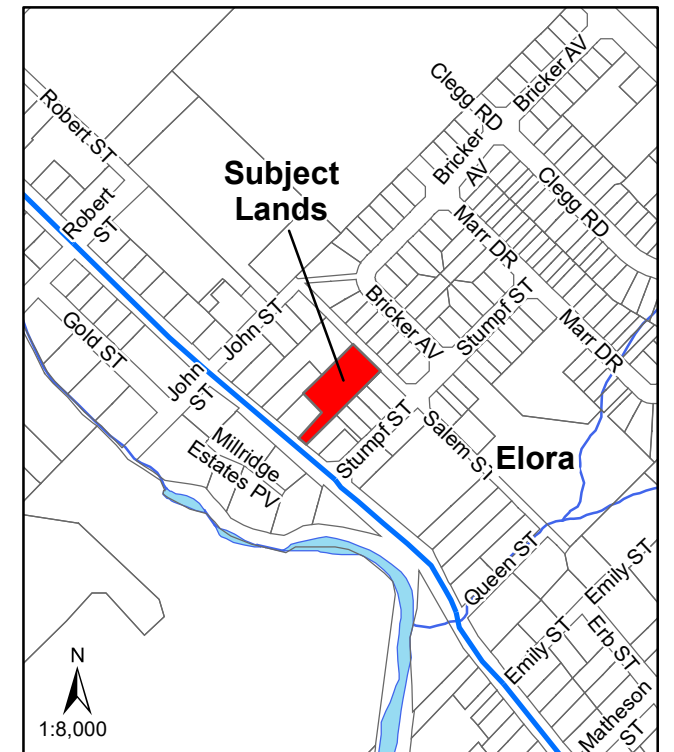 Clegg RD
Bricker AV
Robert ST
Subject
Lands
Bricker
AV
Clegg RD
Robert
ST
Marr DR
Bricker AV
Stumpf ST
John ST
Gold ST
Marr DR
John
ST
Stumpf ST
Salem ST
Millridge
Estates PV
Elora
Queen ST
Emily ST
Erb ST
Emily ST
Matheson
ST
N
1:8,000